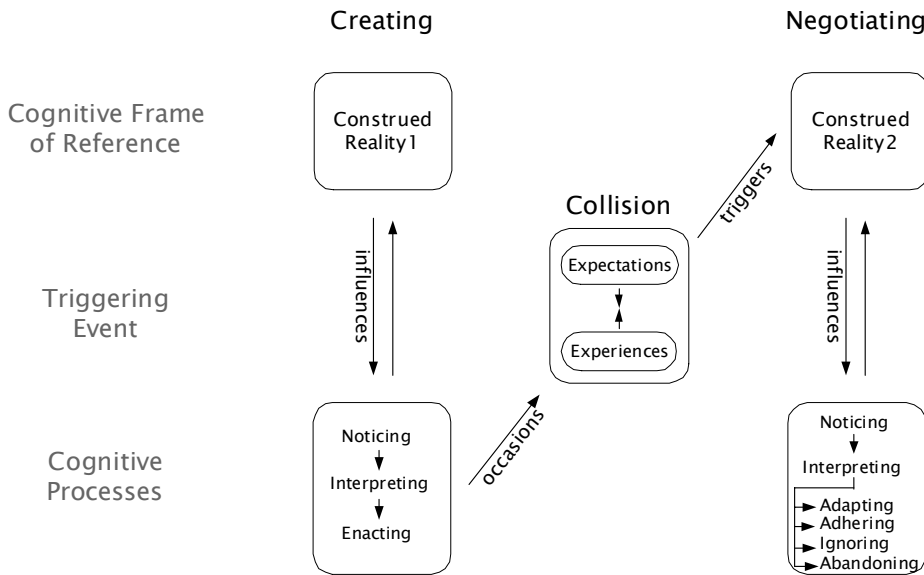 Creating
Negotiating
Cognitive Frame
of Reference
Construed
Reality1
Construed
Reality2
triggers
Collision
influences
Expectations
influences
Triggering
Event
Experiences
occasions
Cognitive
Processes
Noticing
Interpreting
Enacting
Noticing
Interpreting
Adapting
Adhering
Ignoring
Abandoning